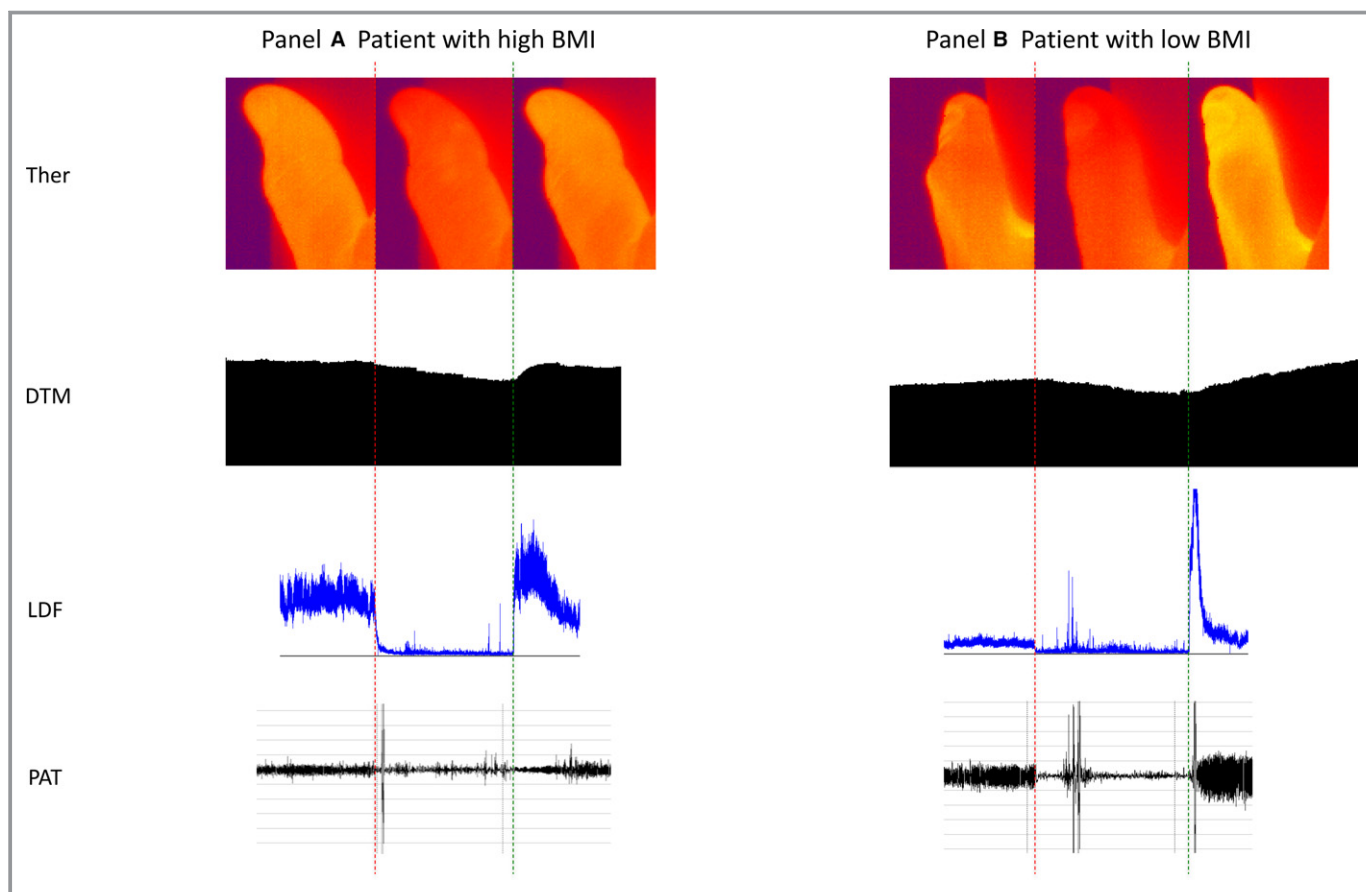 Panel A Patient with high BMI
Panel B Patient with low BMI
Ther
DTM
LDF
PAT